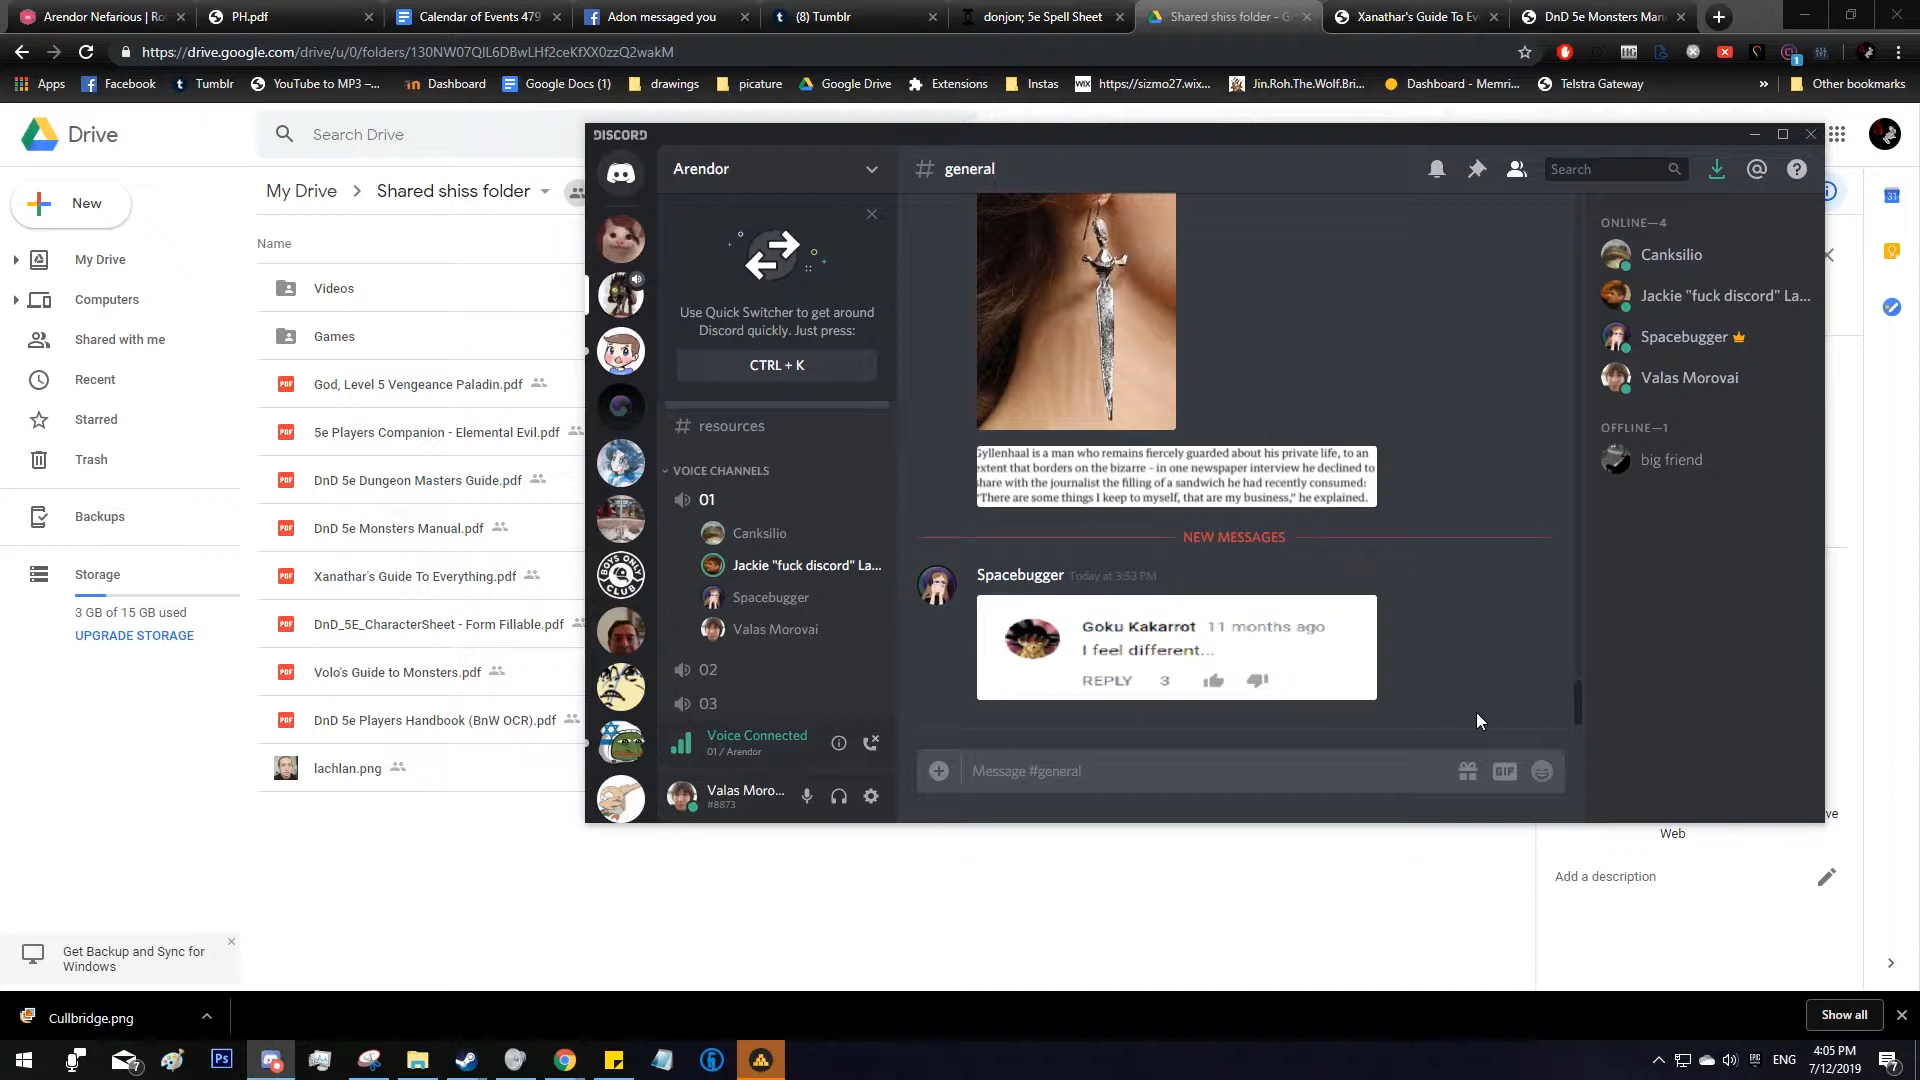 Arendor Nefarious | Rol
PH.pdf
Calendar of Events 479
Adon messaged you
(8) Tumblr
donjon; 5e Spell Sheet
Shared shiss folder - G
Xanathar's Guide To Ev
DnD 5e Monsters Man
https://drive.google.com/drive/u/0/folders/130NW07QIL6DBwLHf2ceKfXX0zzQ2wakM
Apps
Facebook
Tumblr
YouTube to MP3 –...
Dashboard
Google Docs (1)
drawings
picature
Google Drive
Extensions
Instas
https://sizmo27.wix...
Jin.Roh.The.Wolf.Bri...
Dashboard - Memri...
Telstra Gateway
Other bookmarks
Drive
Search Drive
New
My Drive
Computers
Shared with me
Recent
Starred
Trash
Backups
Storage
3 GB of 15 GB used
UPGRADE STORAGE
Get Backup and Sync for
Windows
My Drive > Shared shiss folder
Name
Videos
Games
God, Level 5 Vengeance Paladin.pdf
5e Players Companion - Elemental Evil.pdf
DnD 5e Dungeon Masters Guide.pdf
DnD 5e Monsters Manual.pdf
Xanathar's Guide To Everything.pdf
DnD_5E_CharacterSheet - Form Fillable.pdf
Volo's Guide to Monsters.pdf
DnD 5e Players Handbook (BnW OCR).pdf
lachlan.png
DISCORD
Arendor
Use Quick Switcher to get around
Discord quickly. Just press:
CTRL + K
# resources
VOICE CHANNELS
01
Canksilio
Jackie "fuck discord" La...
Spacebugger
Valas Morovai
02
03
Voice Connected
01 / Arendor
Valas Moro...
#8873
BOYS ONLY
CLUB
# general
Search
Gyllenhaal is a man who remains fiercely guarded about his private life, to an
extent that borders on the bizarre - in one newspaper interview he declined to
share with the journalist the filling of a sandwich he had recently consumed:
"There are some things I keep to myself, that are my business," he explained.
NEW MESSAGES
Spacebugger Today at 3:53 PM
Goku Kakarrot 11 months ago
I feel different...
REPLY 3
Message #general
GIF
ONLINE—4
Canksilio
Jackie "fuck discord" La...
Spacebugger
Valas Morovai
OFFLINE—1
big friend
ve
Web
Add a description
Cullbridge.png
Show all
ENG
4:05 PM
7/12/2019